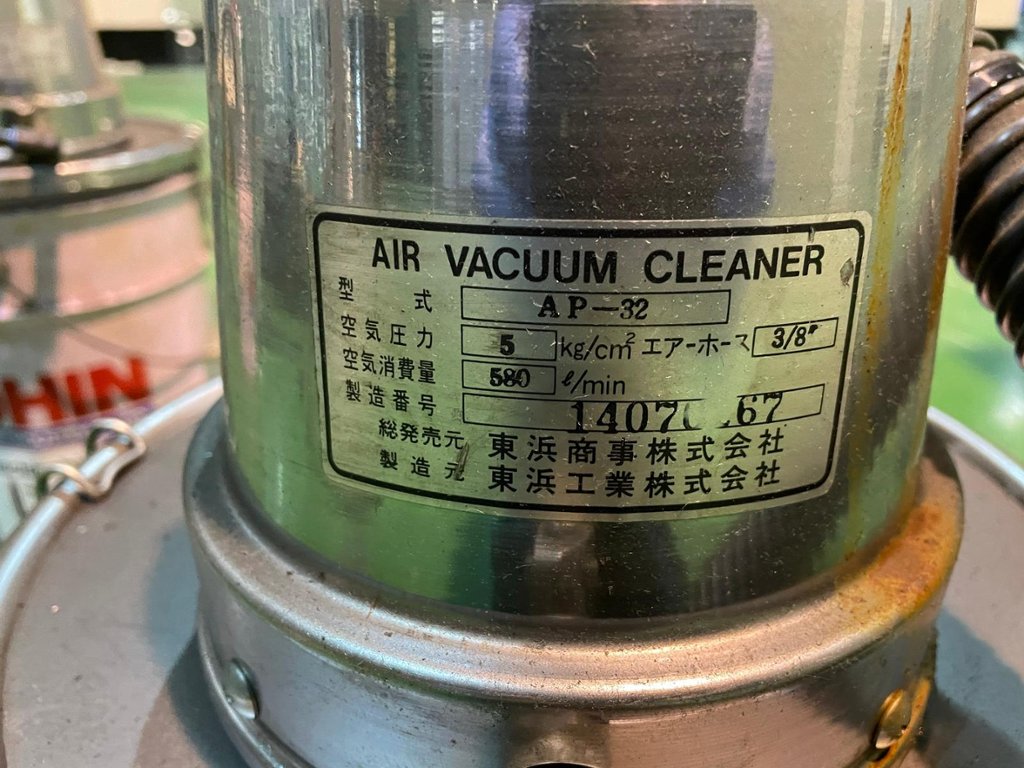 AIR VACUUM CLEANER
型式 AP-32
空気圧力 5 kg/cm² エアーホース 3/8"
空気消費量 580 ℓ/min
製造番号
総発売元 東浜商事株式会社
製造元 東浜工業株式会社
HIN